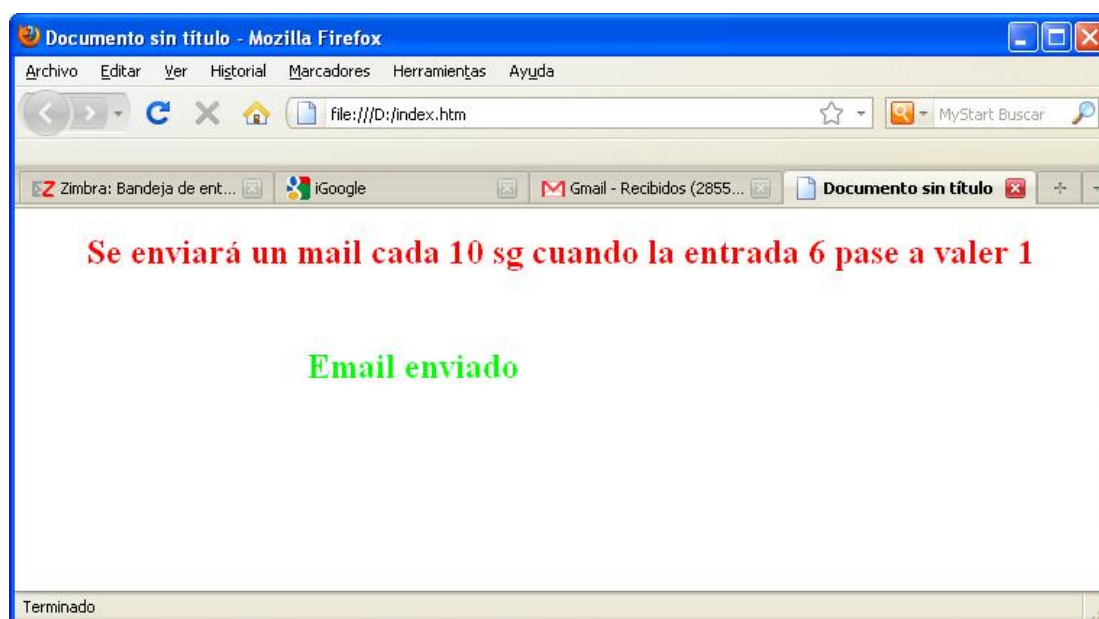 Documento sin título - Mozilla Firefox
Archivo Editar Ver Historial Marcadores Herramientas Ayuda
file:///D:/index.htm MyStart Buscar
Zimbra: Bandeja de ent... iGoogle Gmail - Recibidos (2855... Documento sin título
Se enviará un mail cada 10 sg cuando la entrada 6 pase a valer 1
Email enviado
Terminado